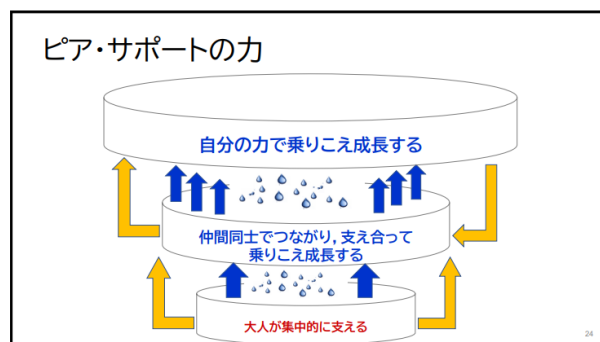 ピア・サポートの力
自分の力で乗りこえ成長する
仲間同士でつながり，支え合って
乗りこえ成長する
大人が集中的に支える
24